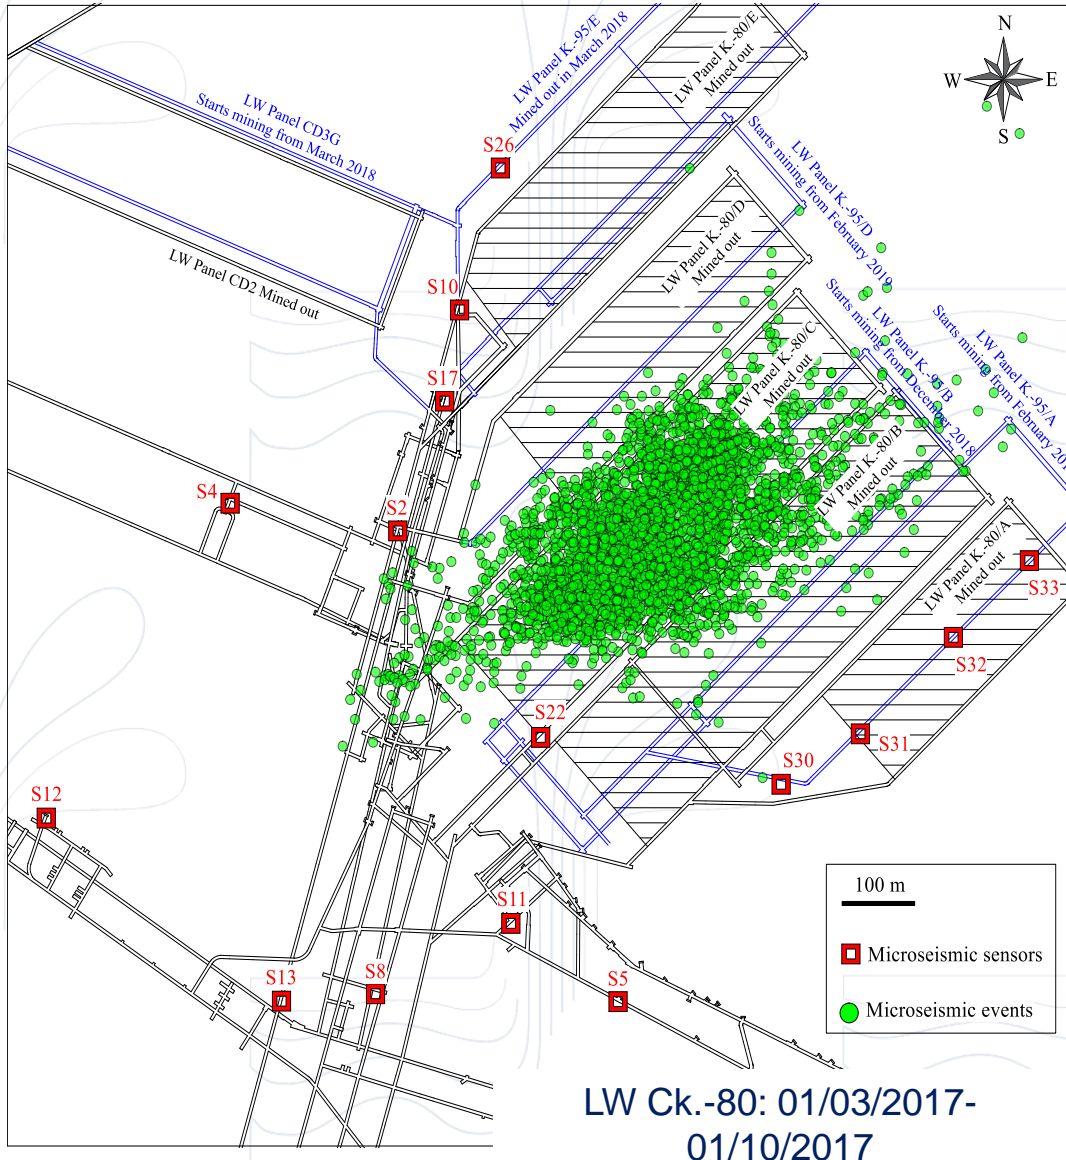 LW Panel K.-95/E
Mined out in March 2018
LW Panel K.-80/E
Mined out
N
W
E
S
LW Panel CD3G
Starts mining from March 2018
S26
LW Panel K.-95/D
Starts mining from February 2019
LW Panel K.-80/D
Mined out
LW Panel CD2 Mined out
S10
LW Panel K.-95/B
Starts mining from December 2018
LW Panel K.-95/A
Starts mining from February 201
LW Panel K.-80/C
Mined out
S17
LW Panel K.-80/B
Mined out
S4
S2
LW Panel K.-80/A
Mined out
S33
S32
S22
S31
S30
S12
S11
S13
S8
S5
100 m
Microseismic sensors
Microseismic events
LW Ck.-80: 01/03/2017-
01/10/2017